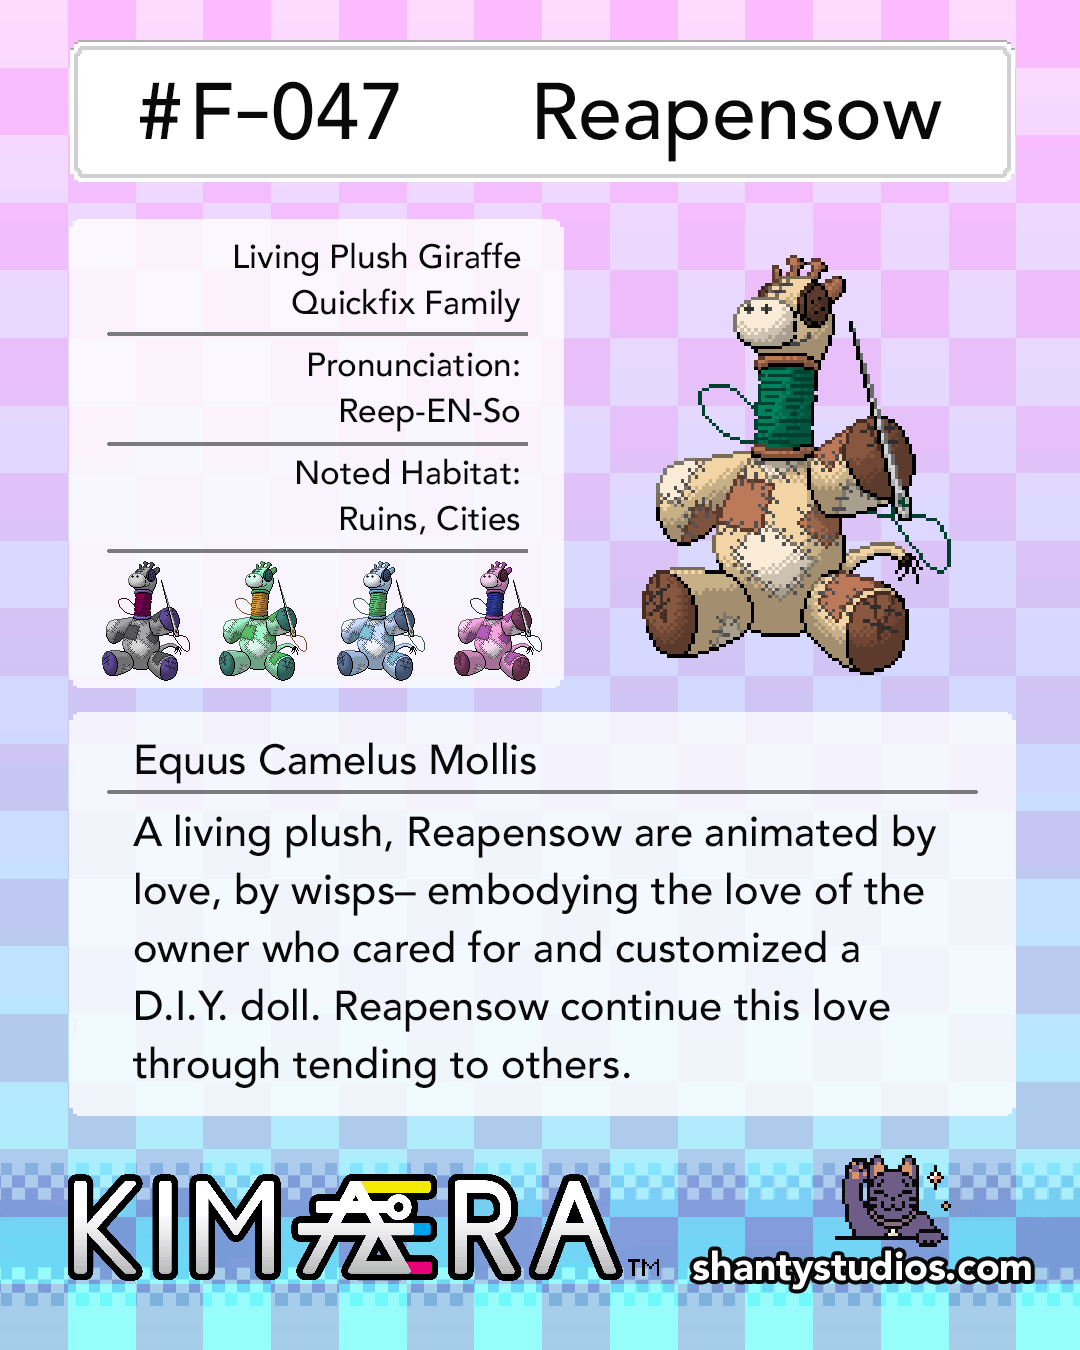 #F-047 Reapensow
Living Plush Giraffe
Quickfix Family
Pronunciation:
Reep-EN-So
Noted Habitat:
Ruins, Cities
Equus Camelus Mollis
A living plush, Reapensow are animated by
love, by wisps– embodying the love of the
owner who cared for and customized a
D.I.Y. doll. Reapensow continue this love
through tending to others.
KIMÆRA™
shantystudios.com